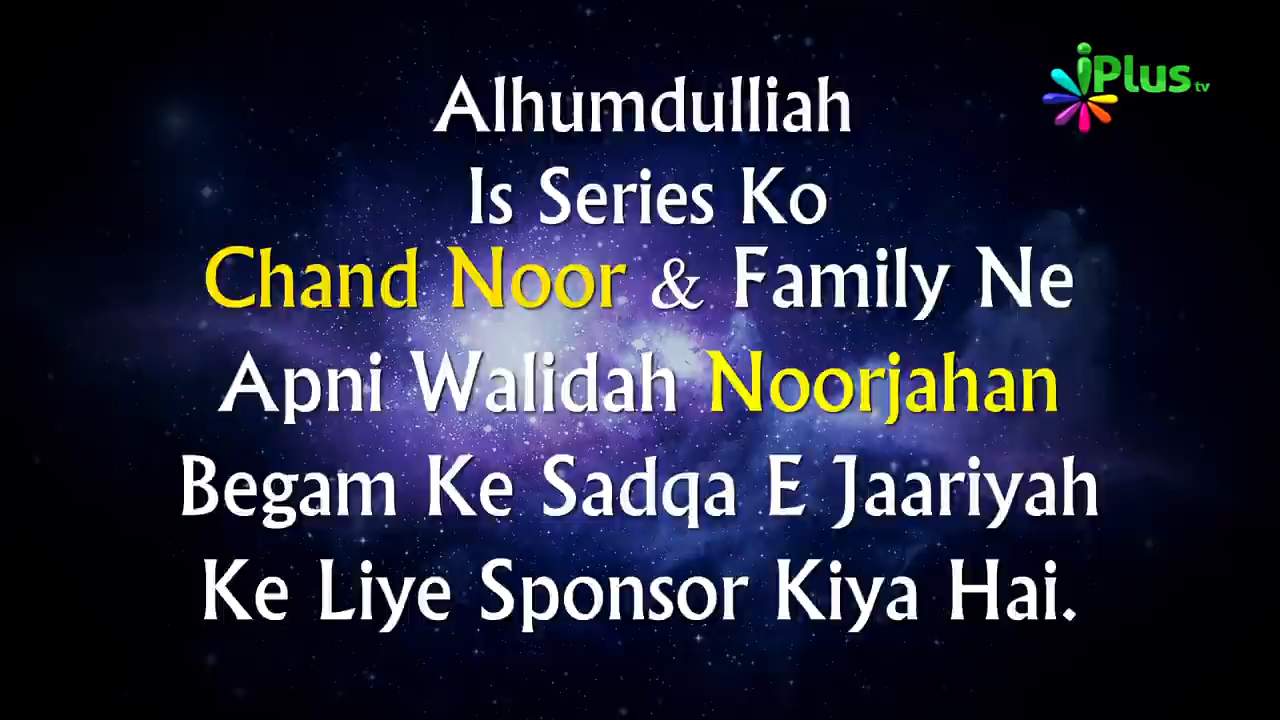 iPlus tv
Alhumdulliah
Is Series Ko
Chand Noor & Family Ne
Apni Walidah Noorjahan
Begam Ke Sadqa E Jaariyah
Ke Liye Sponsor Kiya Hai.